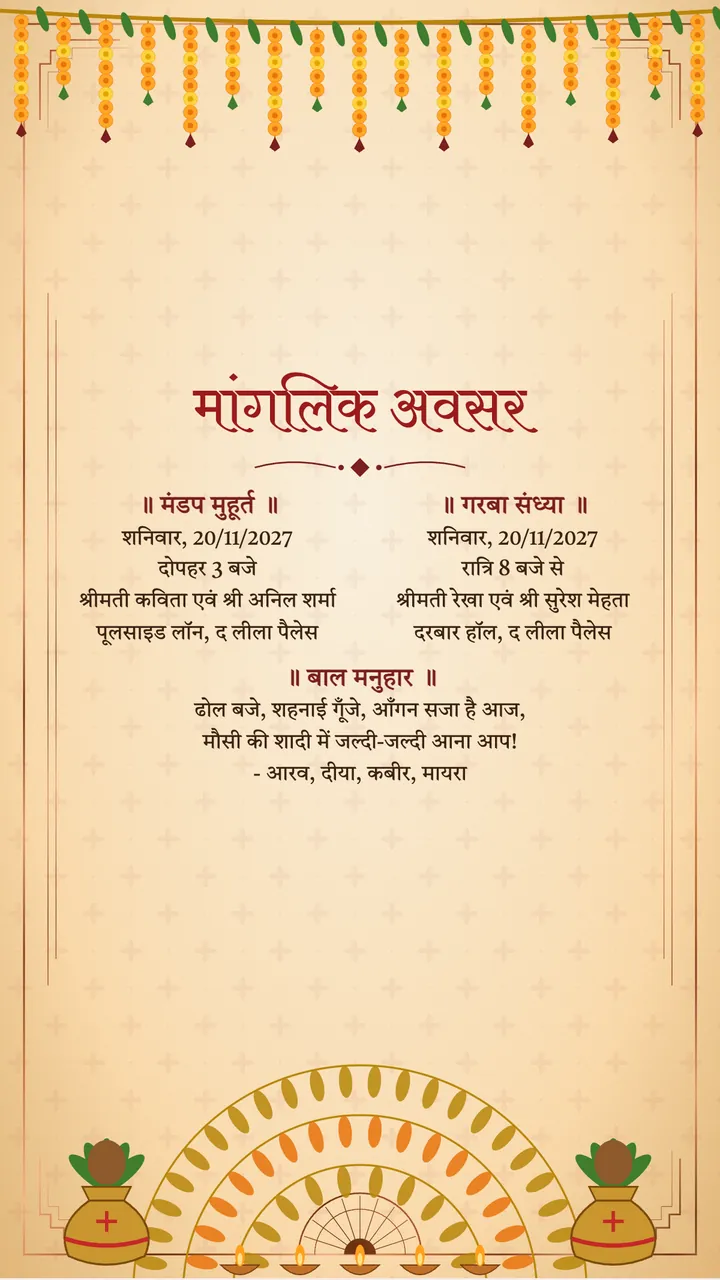 मांगलिक अवसर
॥ मंडप मुहूर्त ॥
शनिवार, 20/11/2027
दोपहर 3 बजे
श्रीमती कविता एवं श्री अनिल शर्मा
पूलसाइड लॉन, द लीला पैलेस
॥ गरबा संध्या ॥
शनिवार, 20/11/2027
रात्रि 8 बजे से
श्रीमती रेखा एवं श्री सुरेश मेहता
दरबार हॉल, द लीला पैलेस
॥ बाल मनुहार ॥
ढोल बजे, शहनाई गूँजे, आँगन सजा है आज,
मौसी की शादी में जल्दी-जल्दी आना आप!
- आरव, दीया, कबीर, मायरा